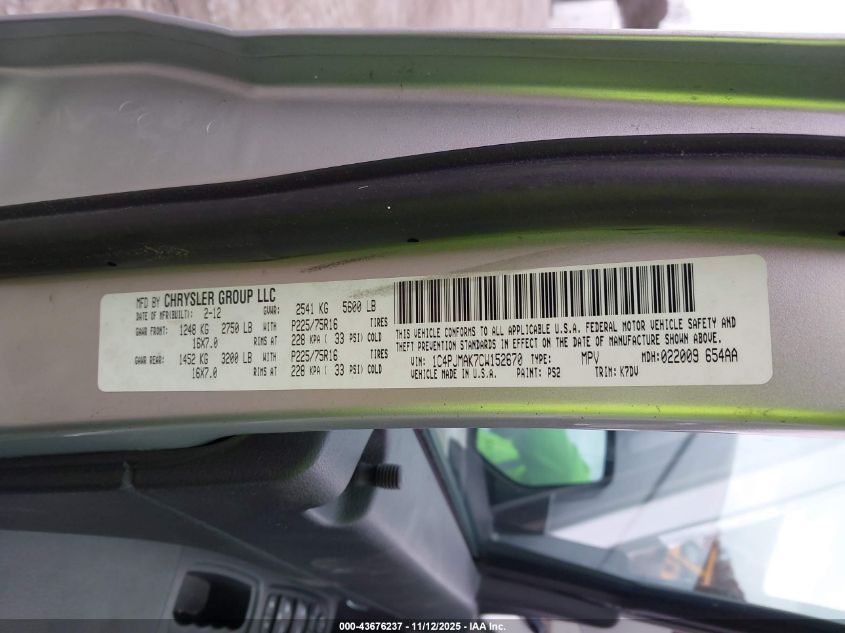 MFD BY CHRYSLER GROUP LLC
DATE OF MFR(BUILT): 2-12 GVWR: 2541 KG 5600 LB
GAWR FRONT: 1248 KG 2750 LB WITH P225/75R16 TIRES
16X7.0 RIMS AT 228 KPA ( 33 PSI) COLD
GAWR REAR: 1452 KG 3200 LB WITH P225/75R16 TIRES
16X7.0 RIMS AT 228 KPA ( 33 PSI) COLD
THIS VEHICLE CONFORMS TO ALL APPLICABLE U.S.A. FEDERAL MOTOR VEHICLE SAFETY AND
THEFT PREVENTION STANDARDS IN EFFECT ON THE DATE OF MANUFACTURE SHOWN ABOVE.
VIN: 1C4PJMAK7CW152670 TYPE: MPV MDH: 022009 654AA
VEHICLE MADE IN U.S.A. PAINT: PS2 TRIM: K7DV
000-43676237 - 11/12/2025 - IAA Inc.